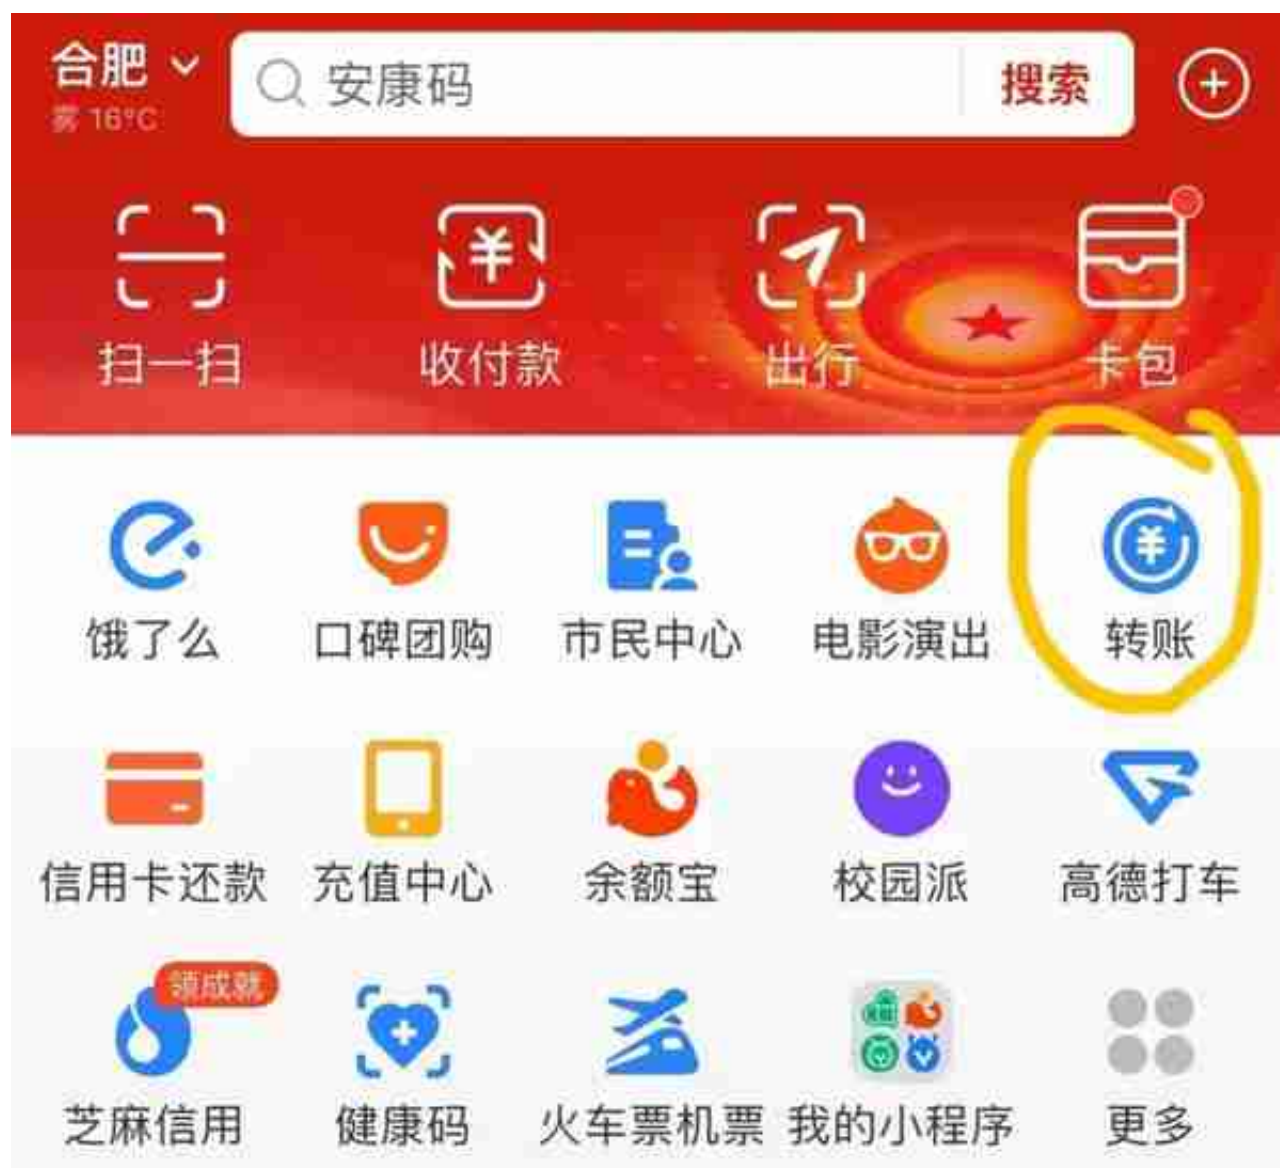 合肥
安康码
搜索
雾 16°C
扫一扫
收付款
出行
卡包
饿了么
口碑团购
市民中心
电影演出
转账
信用卡还款
充值中心
余额宝
校园派
高德打车
领成就
芝麻信用
健康码
火车票机票
我的小程序
更多